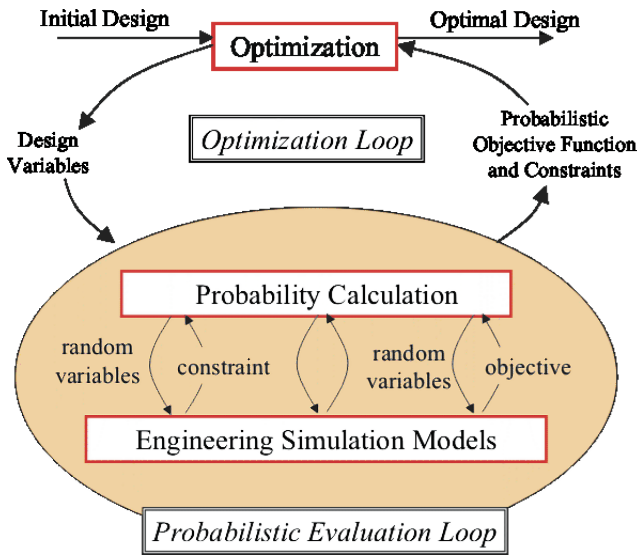 Initial Design
Optimal Design
Optimization
Design
Variables
Optimization Loop
Probabilistic
Objective Function
and Constraints
Probability Calculation
random
variables
constraint
random
variables
objective
Engineering Simulation Models
Probabilistic Evaluation Loop